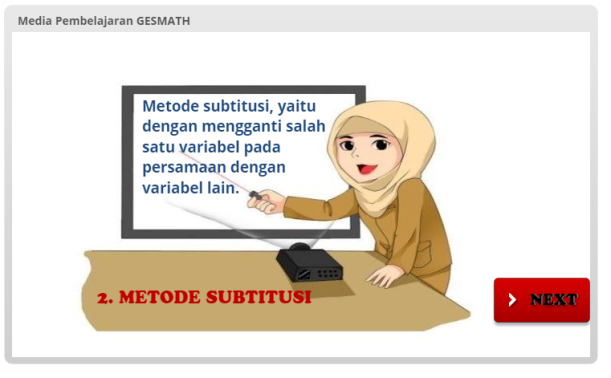 Media Pembelajaran GESMATH
Metode subtitusi, yaitu
dengan mengganti salah
satu variabel pada
persamaan dengan
variabel lain.
2. METODE SUBTITUSI
NEXT